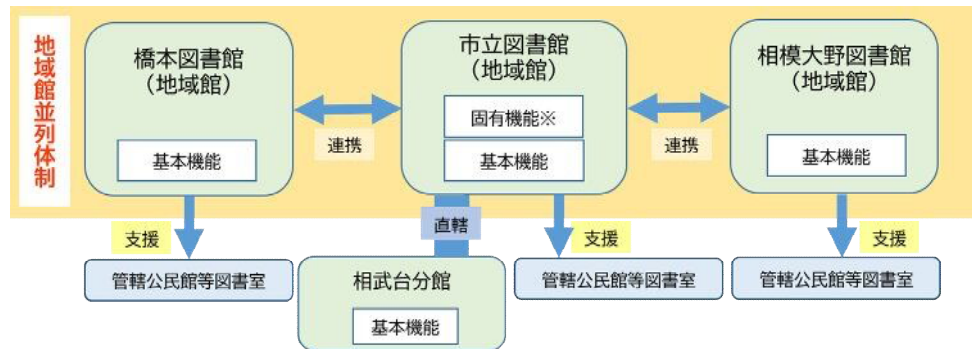 地域館並列体制
橋本図書館
（地域館）
基本機能
連携
市立図書館
（地域館）
固有機能※
基本機能
連携
相模大野図書館
（地域館）
基本機能
支援
直轄
支援
支援
管轄公民館等図書室
相武台分館
基本機能
管轄公民館等図書室
管轄公民館等図書室